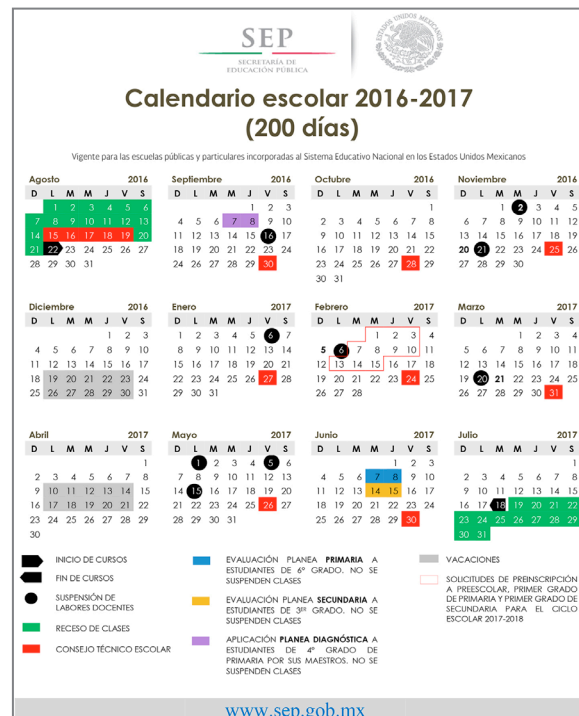 SEP
SECRETARÍA DE
EDUCACIÓN PÚBLICA
ESTADOS UNIDOS MEXICANOS
Calendario escolar 2016-2017
(200 días)
Vigente para las escuelas públicas y particulares incorporadas al Sistema Educativo Nacional en los Estados Unidos Mexicanos
Agosto 2016
D L M M J V S
1 2 3 4 5 6
7 8 9 10 11 12 13
14 15 16 17 18 19 20
21 22 23 24 25 26 27
28 29 30 31
Septiembre 2016
D L M M J V S
1 2 3
4 5 6 7 8 9 10
11 12 13 14 15 16 17
18 19 20 21 22 23 24
24 26 27 28 29 30
Octubre 2016
D L M M J V S
1
2 3 4 5 6 7 8
9 10 11 12 13 14 15
16 17 18 19 20 21 22
23 24 25 26 27 28 29
30 31
Noviembre 2016
D L M M J V S
1 2 3 4 5
6 7 8 9 10 11 12
13 14 15 16 17 18 19
20 21 22 23 24 25 26
27 28 29 30
Diciembre 2016
D L M M J V S
1 2 3
4 5 6 7 8 9 10
11 12 13 14 15 16 17
18 19 20 21 22 23 24
25 26 27 28 29 30 31
Enero 2017
D L M M J V S
1 2 3 4 5 6 7
8 9 10 11 12 13 14
15 16 17 18 19 20 21
22 23 24 25 26 27 28
29 30 31
Febrero 2017
D L M M J V S
1 2 3 4
5 6 7 8 9 10 11
12 13 14 15 16 17 18
19 20 21 22 23 24 25
26 27 28
Marzo 2017
D L M M J V S
1 2 3 4
5 6 7 8 9 10 11
12 13 14 15 16 17 18
19 20 21 22 23 24 25
26 27 28 29 30 31
Abril 2017
D L M M J V S
1
2 3 4 5 6 7 8
9 10 11 12 13 14 15
16 17 18 19 20 21 22
23 24 25 26 27 28 29
30
Mayo 2017
D L M M J V S
1 2 3 4 5 6
7 8 9 10 11 12 13
14 15 16 17 18 19 20
21 22 23 24 25 26 27
28 29 30 31
Junio 2017
D L M M J V S
1 2 3
4 5 6 7 8 9 10
11 12 13 14 15 16 17
18 19 20 21 22 23 24
25 26 27 28 29 30
Julio 2017
D L M M J V S
1
2 3 4 5 6 7 8
9 10 11 12 13 14 15
16 17 18 19 20 21 22
23 24 25 26 27 28 29
30 31
INICIO DE CURSOS
FIN DE CURSOS
SUSPENSIÓN DE
LABORES DOCENTES
RECESO DE CLASES
CONSEJO TÉCNICO ESCOLAR
EVALUACIÓN PLANEA PRIMARIA A
ESTUDIANTES DE 6º GRADO. NO SE
SUSPENDEN CLASES
EVALUACIÓN PLANEA SECUNDARIA A
ESTUDIANTES DE 3er GRADO. NO SE
SUSPENDEN CLASES
APLICACIÓN PLANEA DIAGNÓSTICA A
ESTUDIANTES DE 4º GRADO DE
PRIMARIA POR SUS MAESTROS. NO SE
SUSPENDEN CLASES
VACACIONES
SOLICITUDES DE PREINSCRIPCIÓN
A PREESCOLAR, PRIMER GRADO
DE PRIMARIA Y PRIMER GRADO DE
SECUNDARIA PARA EL CICLO
ESCOLAR 2017-2018
www.sep.gob.mx